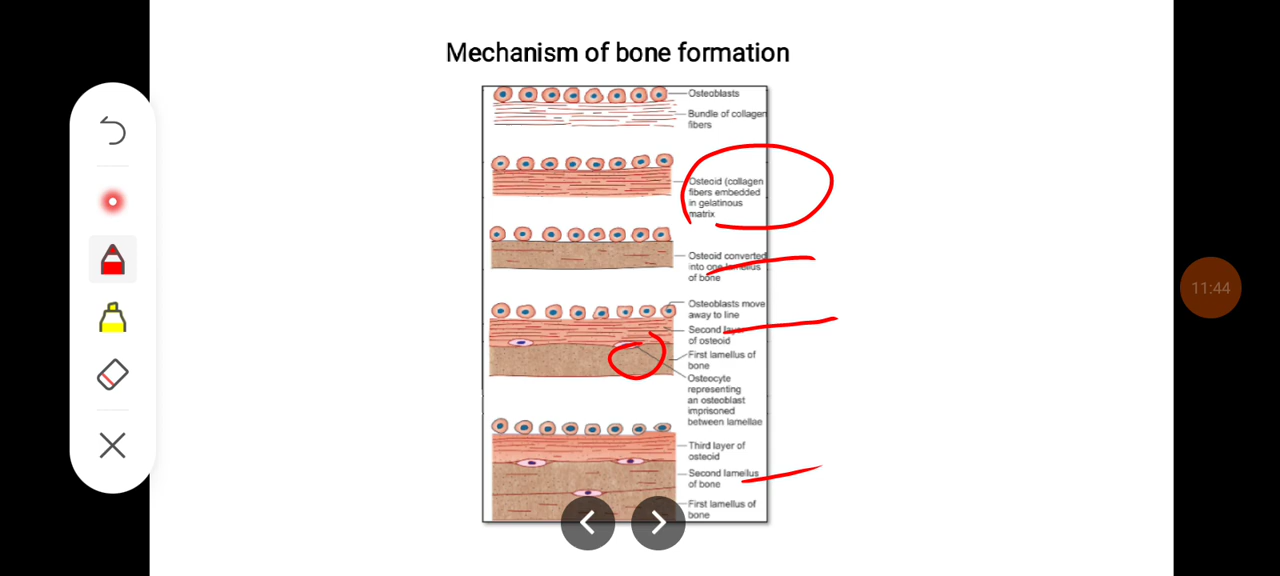 Mechanism of bone formation
Osteoblasts
Bundle of collagen
fibers
Osteoid (collagen
fibers embedded
in gelatinous
matrix
Osteoid converted
into one lamellus
of bone
Osteoblasts move
away to line
Second layer
of osteoid
First lamellus of
bone
Osteocyte
representing
an osteoblast
imprisoned
between lamellae
Third layer of
osteoid
Second lamellus
of bone
First lamellus of
bone
11:44